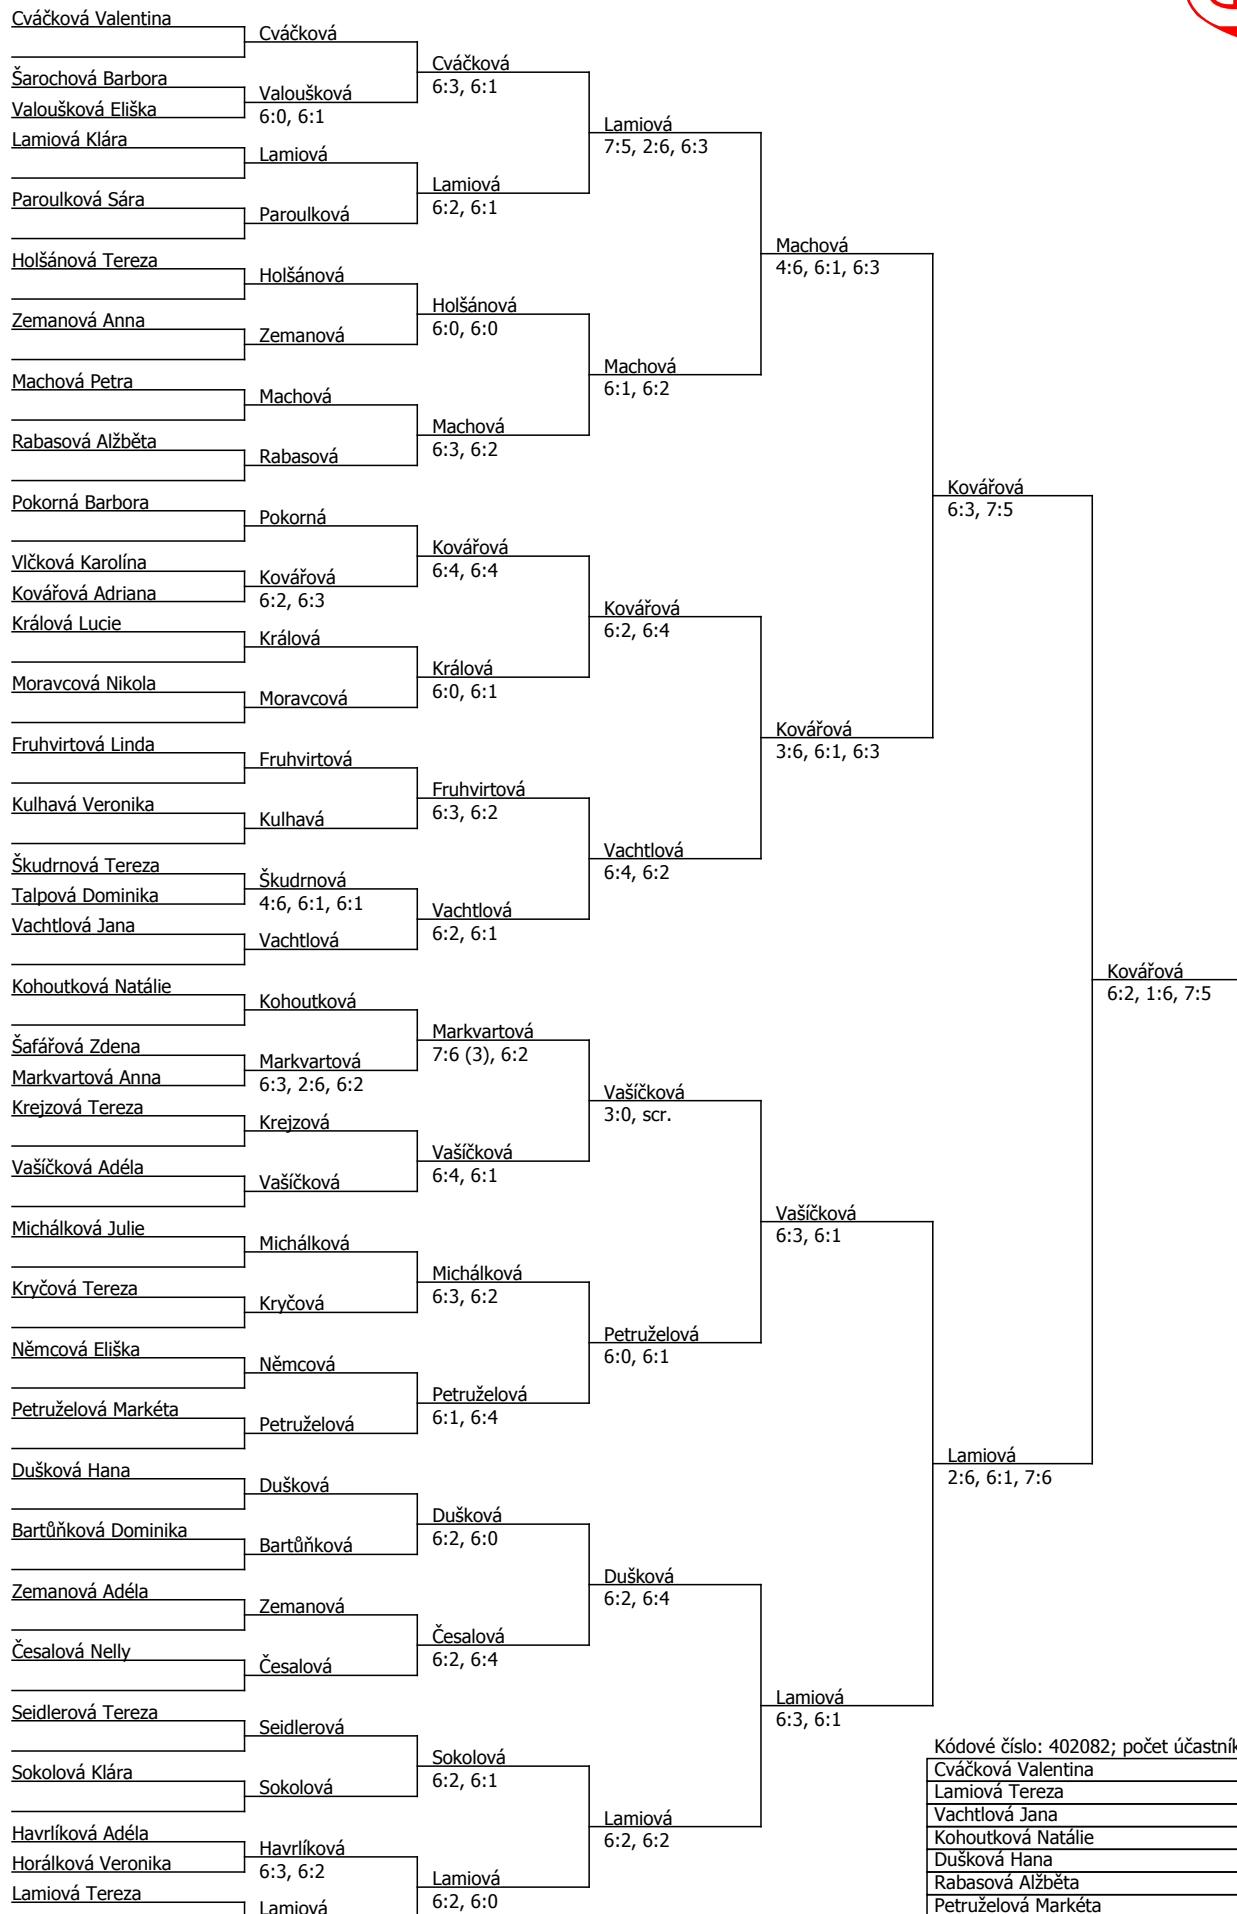 Cváčková Valentina
Šarochová Barbora
Valoušková Eliška
Lamiová Klára
Paroulková Sára
Holšánová Tereza
Zemanová Anna
Machová Petra
Rabasová Alžběta
Pokorná Barbora
Vlčková Karolína
Kovářová Adriana
Králová Lucie
Moravcová Nikola
Fruhvirtová Linda
Kulhavá Veronika
Škudrnová Tereza
Talpová Dominika
Vachtlová Jana
Kohoutková Natálie
Šafářová Zdena
Markvartová Anna
Krejzová Tereza
Vašíčková Adéla
Michálková Julie
Kryčová Tereza
Němcová Eliška
Petruželová Markéta
Dušková Hana
Bartůňková Dominika
Zemanová Adéla
Česalová Nelly
Seidlerová Tereza
Sokolová Klára
Havrlíková Adéla
Horálková Veronika
Lamiová Tereza
Cváčková
Valoušková
6:0, 6:1
Lamiová
Paroulková
Holšánová
Zemanová
Machová
Rabasová
Pokorná
Kovářová
6:2, 6:3
Králová
Moravcová
Fruhvirtová
Kulhavá
Škudrnová
4:6, 6:1, 6:1
Vachtlová
Kohoutková
Markvartová
6:3, 2:6, 6:2
Krejzová
Vašíčková
Michálková
Kryčová
Němcová
Petruželová
Dušková
Bartůňková
Zemanová
Česalová
Seidlerová
Sokolová
Havrlíková
6:3, 6:2
Lamiová
Cváčková
6:3, 6:1
Lamiová
6:2, 6:1
Holšánová
6:0, 6:0
Machová
6:3, 6:2
Kovářová
6:4, 6:4
Králová
6:0, 6:1
Fruhvirtová
6:3, 6:2
Vachtlová
6:2, 6:1
Markvartová
7:6 (3), 6:2
Vašíčková
6:4, 6:1
Michálková
6:3, 6:2
Petruželová
6:1, 6:4
Dušková
6:2, 6:0
Česalová
6:2, 6:4
Sokolová
6:2, 6:1
Lamiová
6:2, 6:0
Lamiová
7:5, 2:6, 6:3
Machová
6:1, 6:2
Kovářová
6:2, 6:4
Vachtlová
6:4, 6:2
Vašíčková
3:0, scr.
Petruželová
6:0, 6:1
Dušková
6:2, 6:4
Lamiová
6:2, 6:2
Machová
4:6, 6:1, 6:3
Kovářová
3:6, 6:1, 6:3
Vašíčková
6:3, 6:1
Lamiová
6:3, 6:1
Kovářová
6:3, 7:5
Lamiová
2:6, 6:1, 7:6
Kovářová
6:2, 1:6, 7:5
Kódové číslo: 402082; počet účastník
Cváčková Valentina
Lamiová Tereza
Vachtlová Jana
Kohoutková Natálie
Dušková Hana
Rabasová Alžběta
Petruželová Markéta